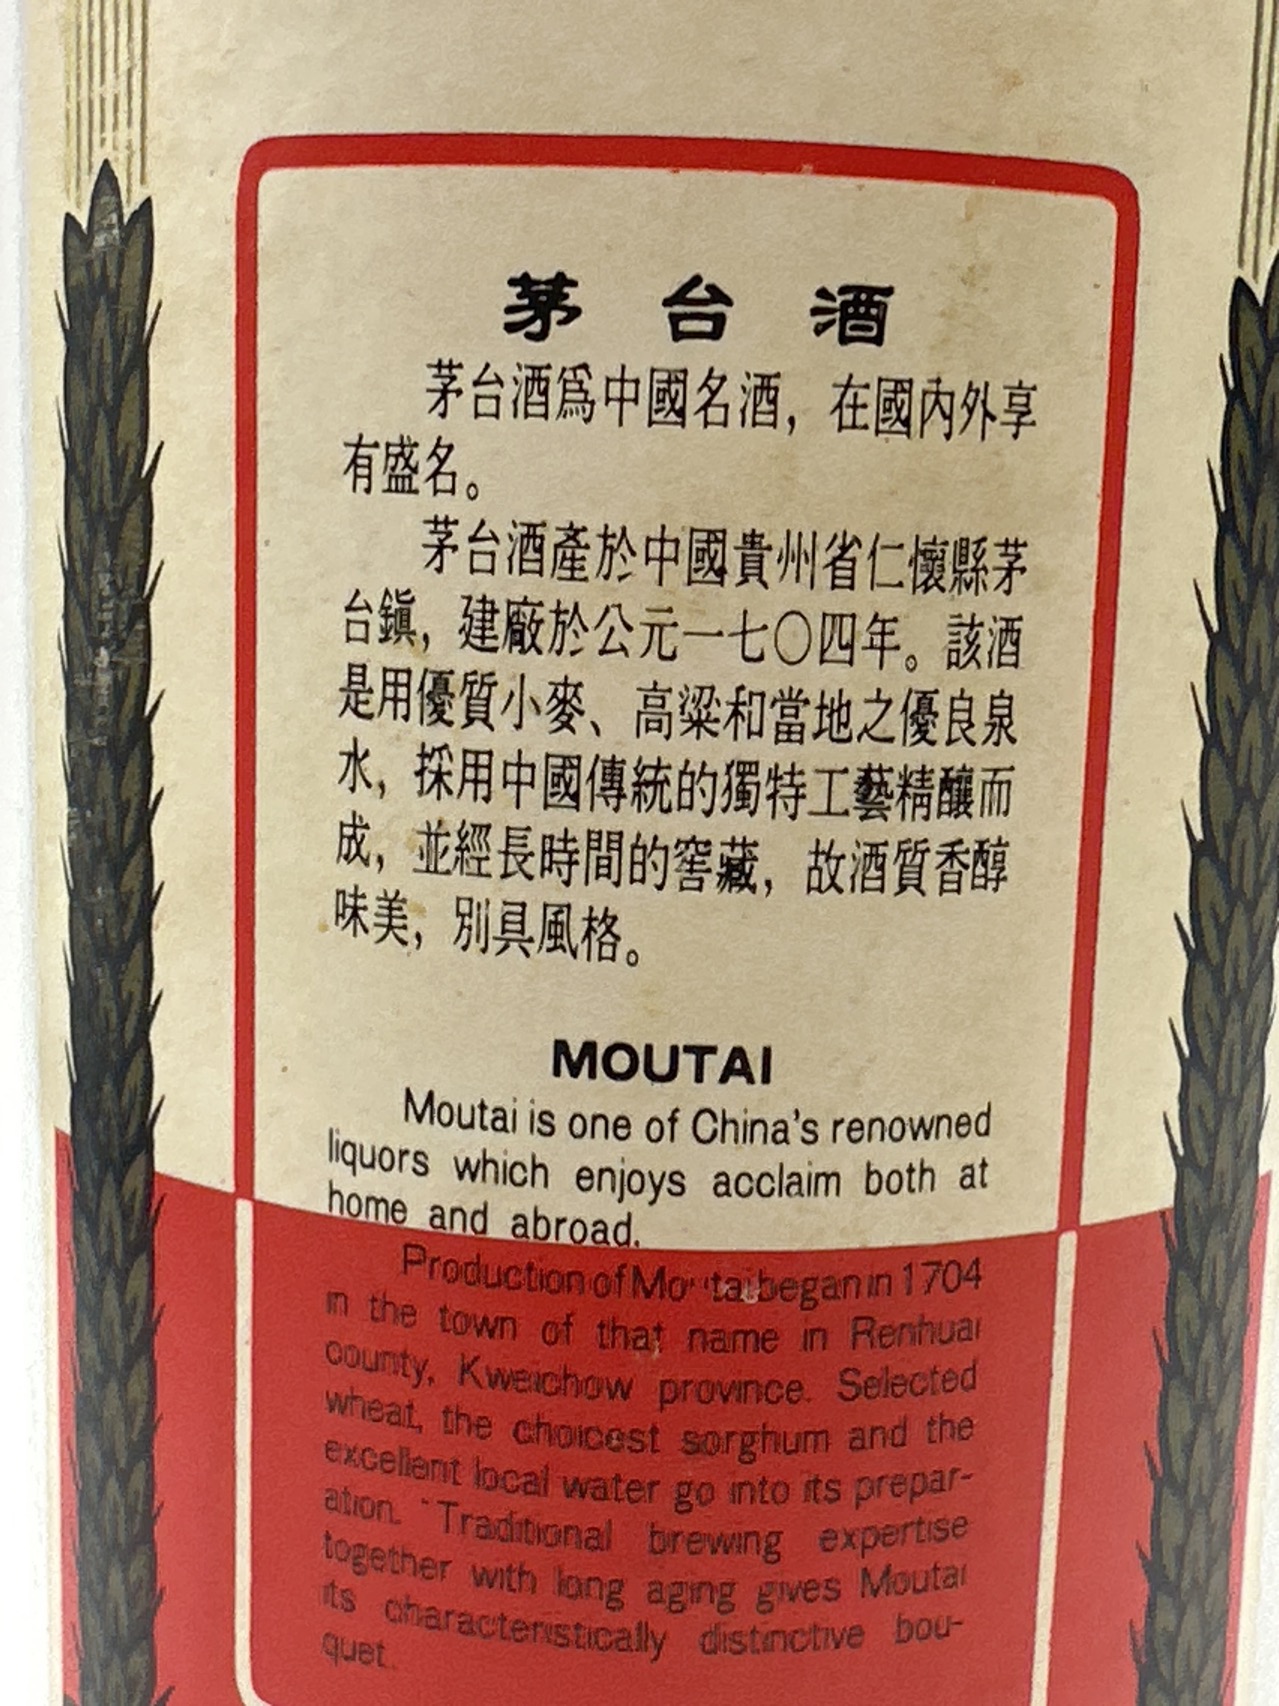 茅台酒
茅台酒爲中國名酒，在國內外享
有盛名。
茅台酒產於中國貴州省仁懷縣茅
台鎭，建廠於公元一七〇四年。該酒
是用優質小麥、高粱和當地之優良泉
水，採用中國傳統的獨特工藝精釀而
成，並經長時間的窖藏，故酒質香醇
味美，別具風格。
MOUTAI
Moutai is one of China's renowned
liquors which enjoys acclaim both at
home and abroad.
Production of Moutai began in 1704
in the town of that name in Renhuai
county, Kweichow province. Selected
wheat, the choicest sorghum and the
excellent local water go into its prepar-
ation. Traditional brewing expertise
together with long aging gives Moutai
its characteristically distinctive bou-
quet.